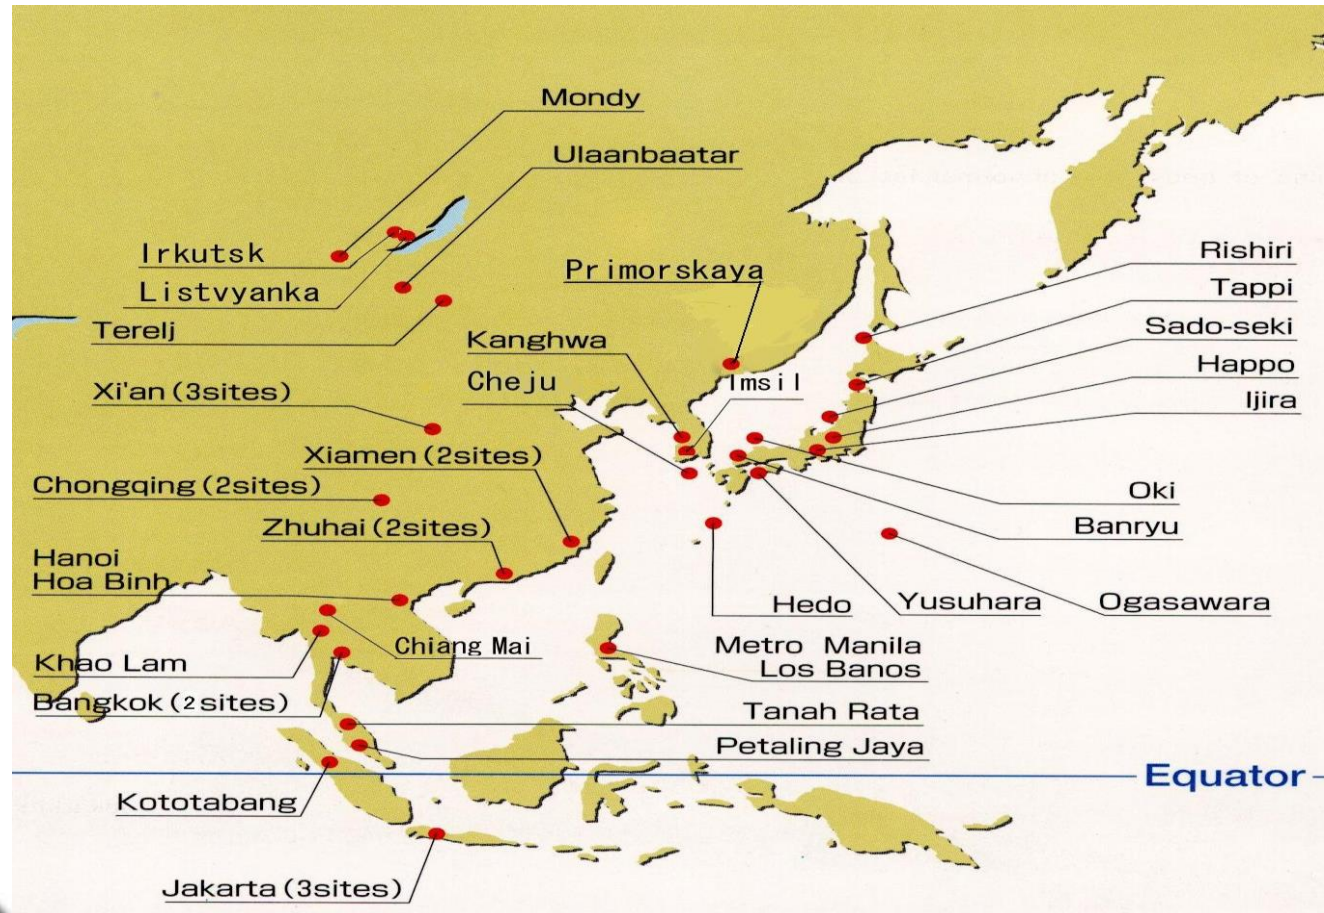 Mondy
Ulaanbaatar
Irkutsk
Listvyanka
Terelj
Xi'an (3sites)
Primorskaya
Kanghwa
Cheju
Imsil
Rishiri
Tappi
Sado-seki
Happo
Ijira
Xiamen (2sites)
Chongqing (2sites)
Zhuhai (2sites)
Oki
Banryu
Hanoi
Hoa Binh
Hedo
Yusuhara
Ogasawara
Chiang Mai
Khao Lam
Metro Manila
Los Banos
Bangkok (2sites)
Tanah Rata
Petaling Jaya
Equator
Kototabang
Jakarta (3sites)